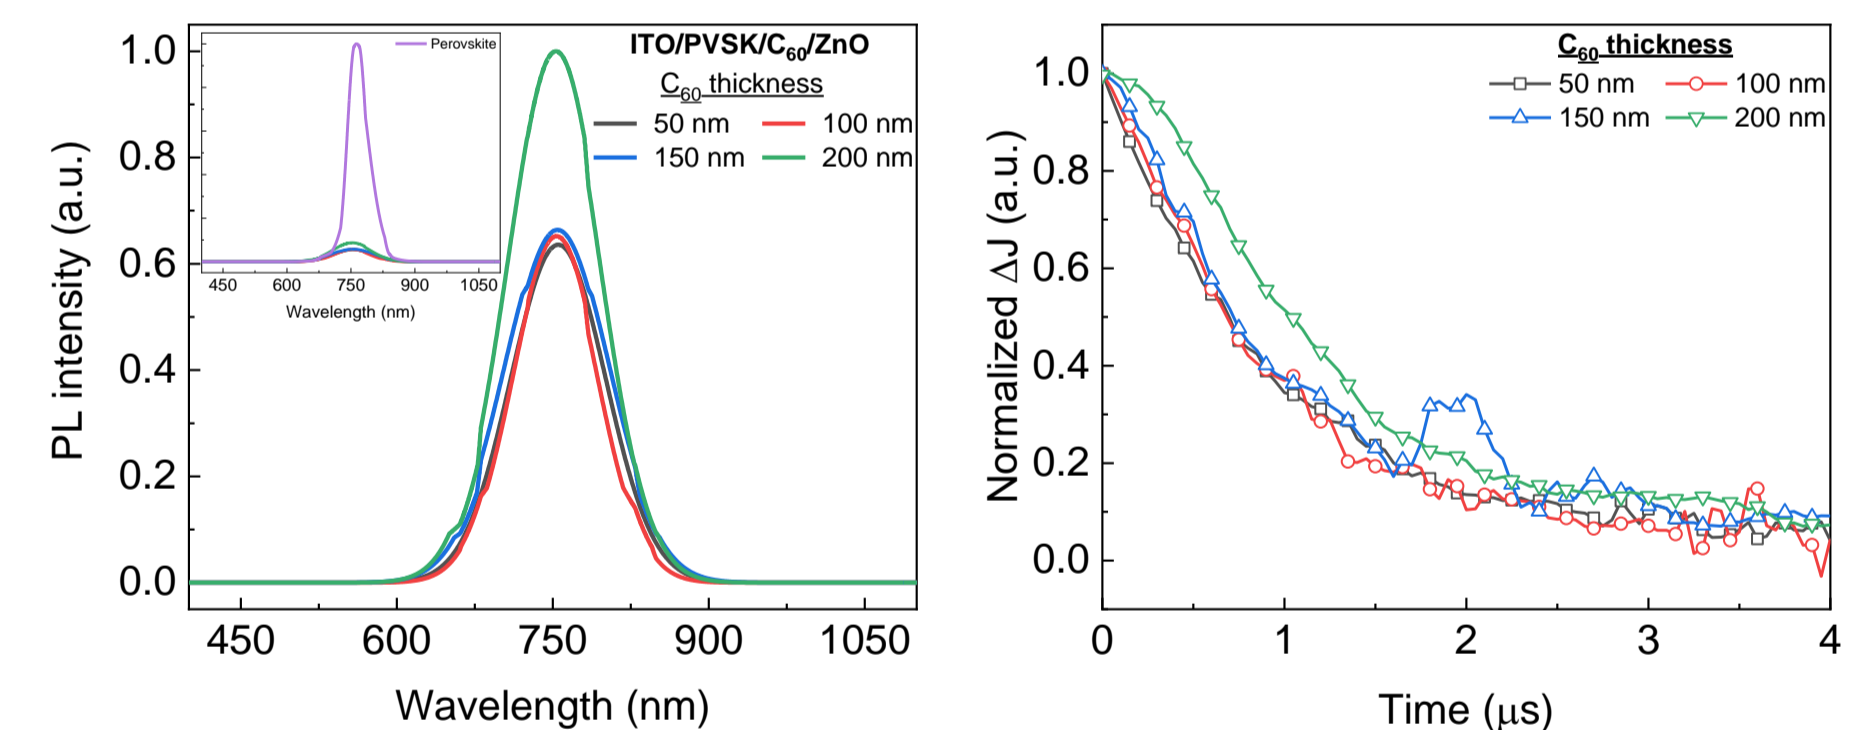 ITO/PVSK/C60/ZnO
C60 thickness
50 nm 100 nm
150 nm 200 nm
PL intensity (a.u.)
1.0
0.8
0.6
0.4
0.2
0.0
450 600 750 900 1050
Wavelength (nm)
Perovskite
450 600 750 900 1050
Wavelength (nm)
C60 thickness
50 nm 100 nm
150 nm 200 nm
Normalized ΔJ (a.u.)
1.0
0.8
0.6
0.4
0.2
0.0
0 1 2 3 4
Time (μs)